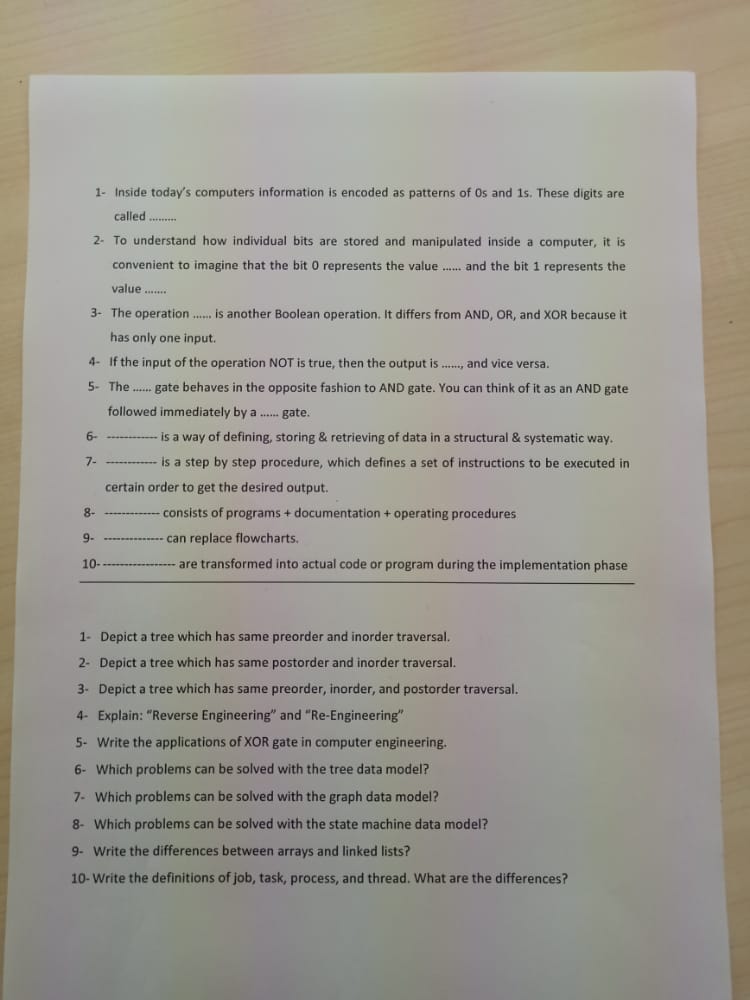 1- Inside today's computers information is encoded as patterns of 0s and 1s. These digits are
called .........
2- To understand how individual bits are stored and manipulated inside a computer, it is
convenient to imagine that the bit 0 represents the value ...... and the bit 1 represents the
value .......
3- The operation ...... is another Boolean operation. It differs from AND, OR, and XOR because it
has only one input.
4- If the input of the operation NOT is true, then the output is ......, and vice versa.
5- The ...... gate behaves in the opposite fashion to AND gate. You can think of it as an AND gate
followed immediately by a ...... gate.
6- ------------ is a way of defining, storing & retrieving of data in a structural & systematic way.
7- ------------ is a step by step procedure, which defines a set of instructions to be executed in
certain order to get the desired output.
8- ------------- consists of programs + documentation + operating procedures
9- -------------- can replace flowcharts.
10- ----------------- are transformed into actual code or program during the implementation phase
1- Depict a tree which has same preorder and inorder traversal.
2- Depict a tree which has same postorder and inorder traversal.
3- Depict a tree which has same preorder, inorder, and postorder traversal.
4- Explain: "Reverse Engineering" and "Re-Engineering"
5- Write the applications of XOR gate in computer engineering.
6- Which problems can be solved with the tree data model?
7- Which problems can be solved with the graph data model?
8- Which problems can be solved with the state machine data model?
9- Write the differences between arrays and linked lists?
10- Write the definitions of job, task, process, and thread. What are the differences?